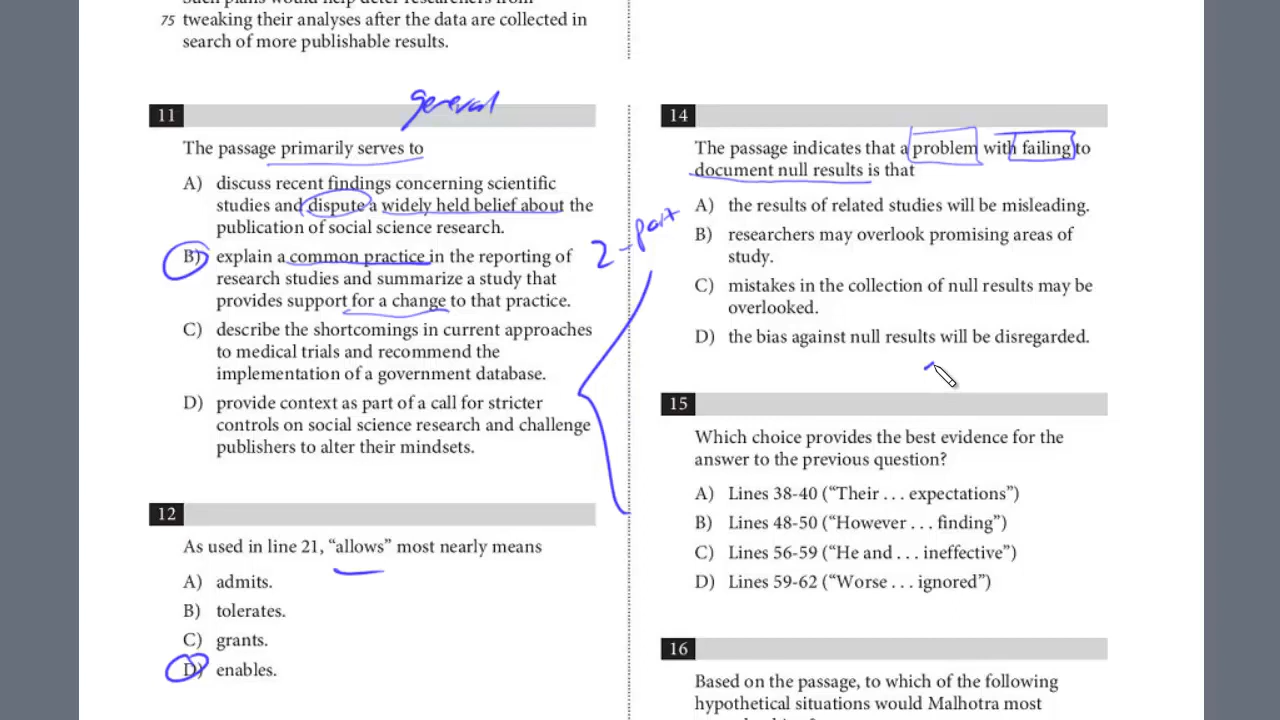 75 tweaking their analyses after the data are collected in
search of more publishable results.
general
11
The passage primarily serves to
A) discuss recent findings concerning scientific
studies and dispute a widely held belief about the
publication of social science research.
B) explain a common practice in the reporting of
research studies and summarize a study that
provides support for a change to that practice.
C) describe the shortcomings in current approaches
to medical trials and recommend the
implementation of a government database.
D) provide context as part of a call for stricter
controls on social science research and challenge
publishers to alter their mindsets.
12
As used in line 21, “allows” most nearly means
A) admits.
B) tolerates.
C) grants.
D) enables.
2-part
14
The passage indicates that a problem with failing to
document null results is that
A) the results of related studies will be misleading.
B) researchers may overlook promising areas of
study.
C) mistakes in the collection of null results may be
overlooked.
D) the bias against null results will be disregarded.
15
Which choice provides the best evidence for the
answer to the previous question?
A) Lines 38-40 (“Their . . . expectations”)
B) Lines 48-50 (“However . . . finding”)
C) Lines 56-59 (“He and . . . ineffective”)
D) Lines 59-62 (“Worse . . . ignored”)
16
Based on the passage, to which of the following
hypothetical situations would Malhotra most